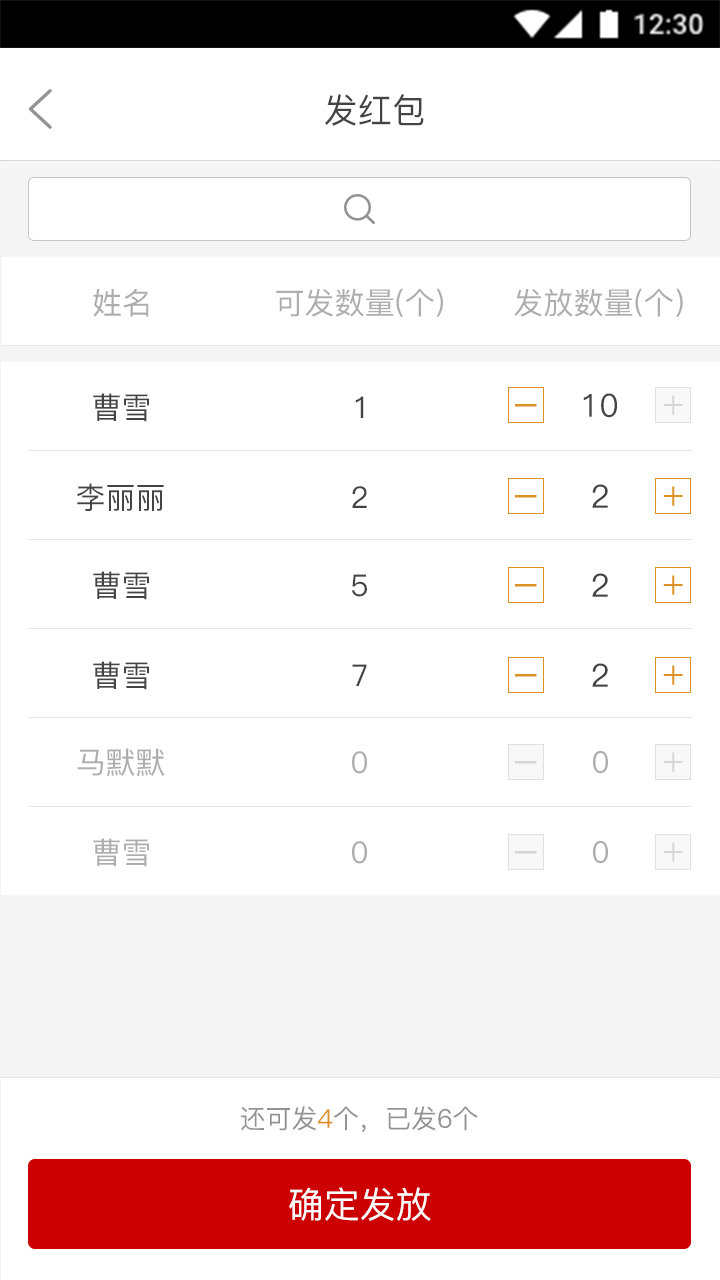 12:30
发红包
姓名 可发数量(个) 发放数量(个)
曹雪 1 10
李丽丽 2 2
曹雪 5 2
曹雪 7 2
马默默 0 0
曹雪 0 0
还可发4个，已发6个
确定发放